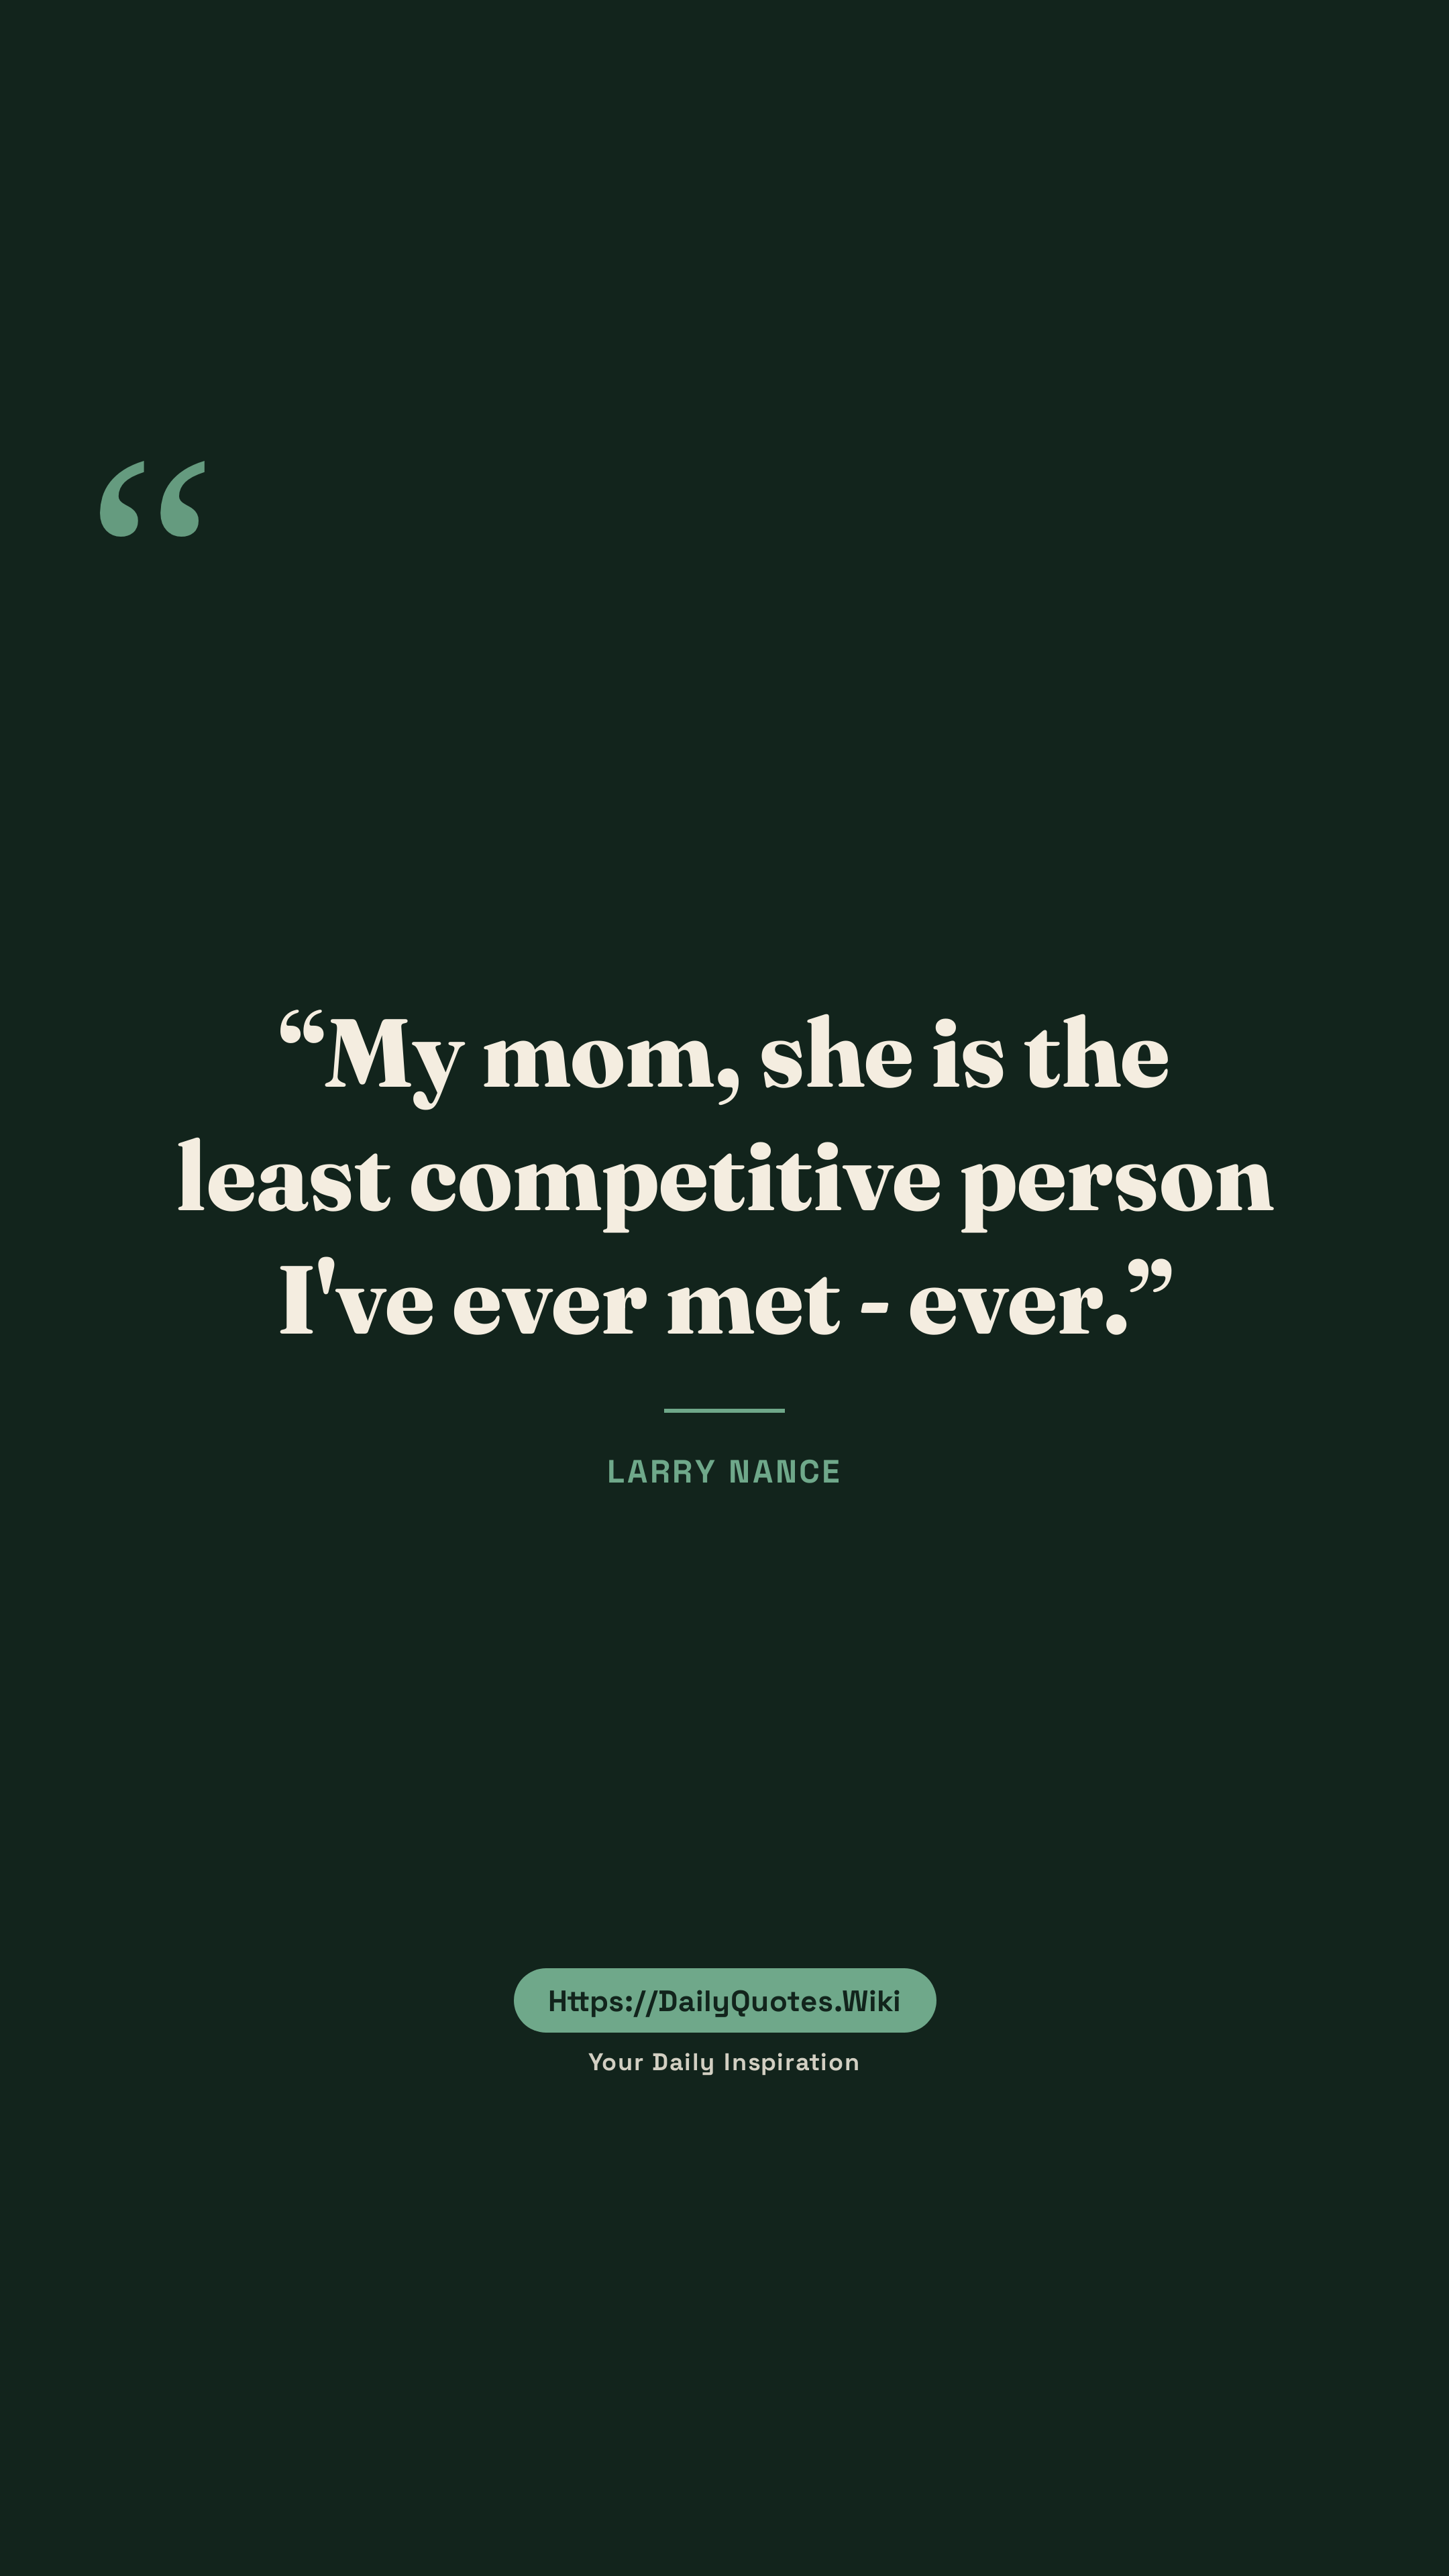 “
“My mom, she is the
least competitive person
I've ever met - ever.”
LARRY NANCE
Https://DailyQuotes.Wiki
Your Daily Inspiration